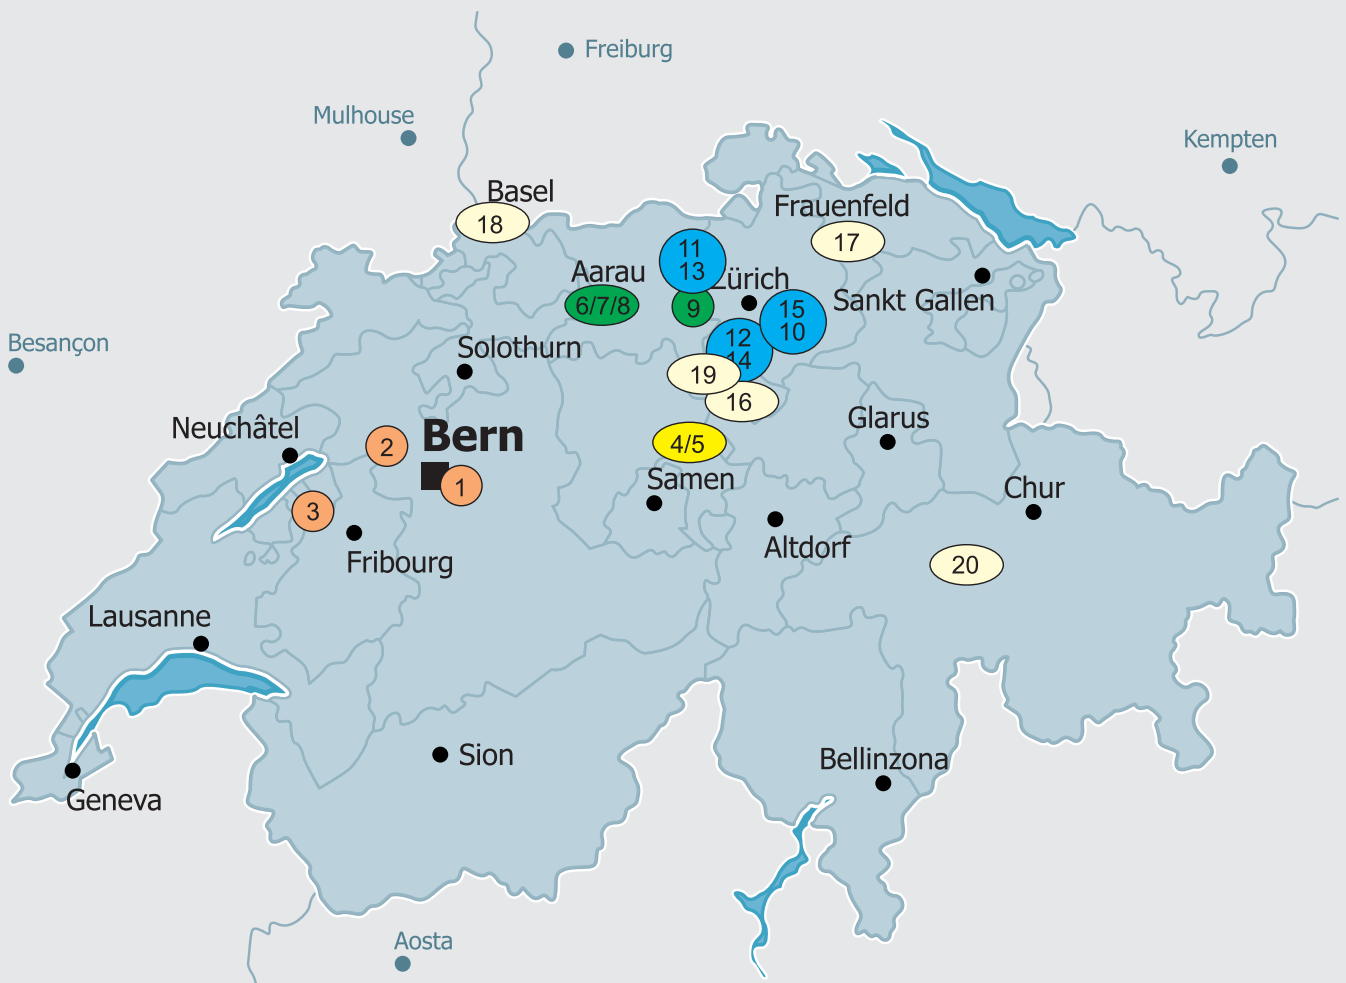 Freiburg
Mulhouse
Kempten
Basel
18
Frauenfeld
17
11
13
Aarau
6/7/8
9
Zürich
15
10
Sankt Gallen
12
14
Besançon
Solothurn
19
16
Neuchâtel
2
Bern
4/5
Glarus
1
Samen
Chur
3
Fribourg
Altdorf
20
Lausanne
Sion
Bellinzona
Geneva
Aosta